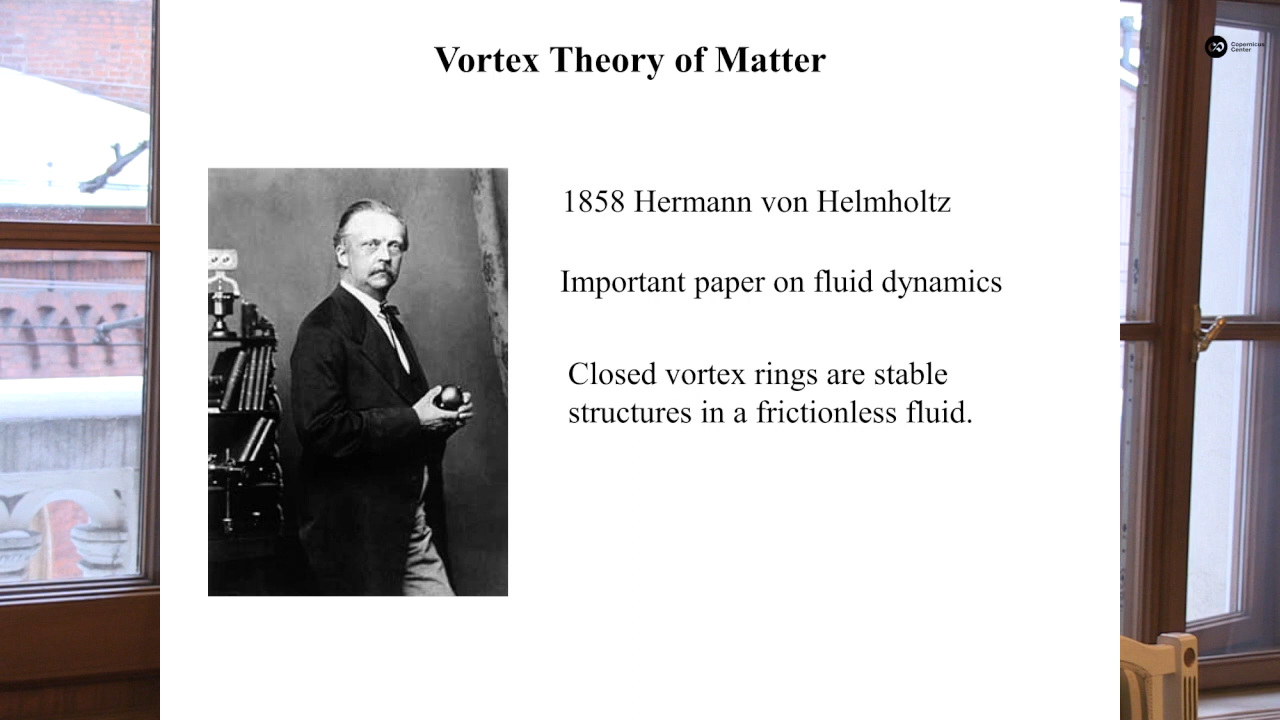 Vortex Theory of Matter
Copernicus
Center
1858 Hermann von Helmholtz
Important paper on fluid dynamics
Closed vortex rings are stable
structures in a frictionless fluid.